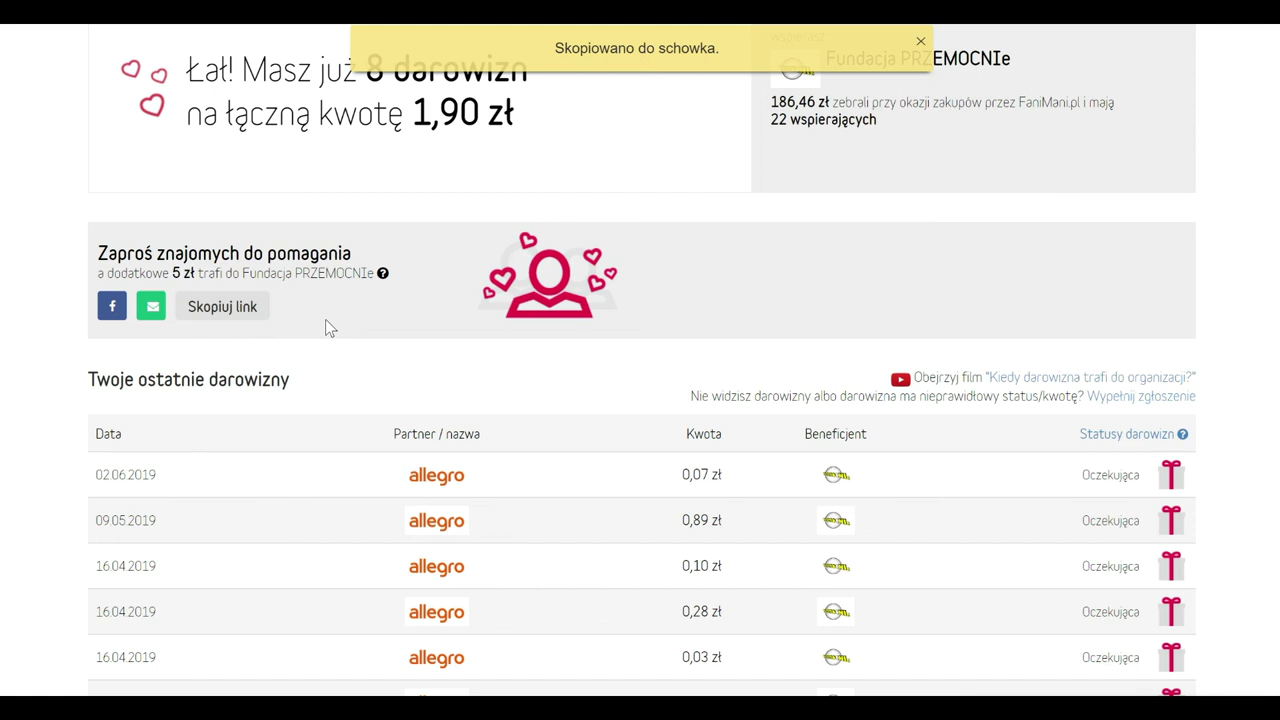 Skopiowano do schowka.
Łał! Masz już 8 darowizn
na łączną kwotę 1,90 zł
wspierasz:
Fundacja PRZEMOCNIe
186,46 zł zebrali przy okazji zakupów przez FaniMani.pl i mają
22 wspierających
Zaproś znajomych do pomagania
a dodatkowe 5 zł trafi do Fundacja PRZEMOCNIe
Skopiuj link
Twoje ostatnie darowizny
Obejrzyj film "Kiedy darowizna trafi do organizacji?"
Nie widzisz darowizny albo darowizna ma nieprawidłowy status/kwotę? Wypełnij zgłoszenie
Data Partner / nazwa Kwota Beneficjent Statusy darowizn
02.06.2019 allegro 0,07 zł Oczekująca
09.05.2019 allegro 0,89 zł Oczekująca
16.04.2019 allegro 0,10 zł Oczekująca
16.04.2019 allegro 0,28 zł Oczekująca
16.04.2019 allegro 0,03 zł Oczekująca